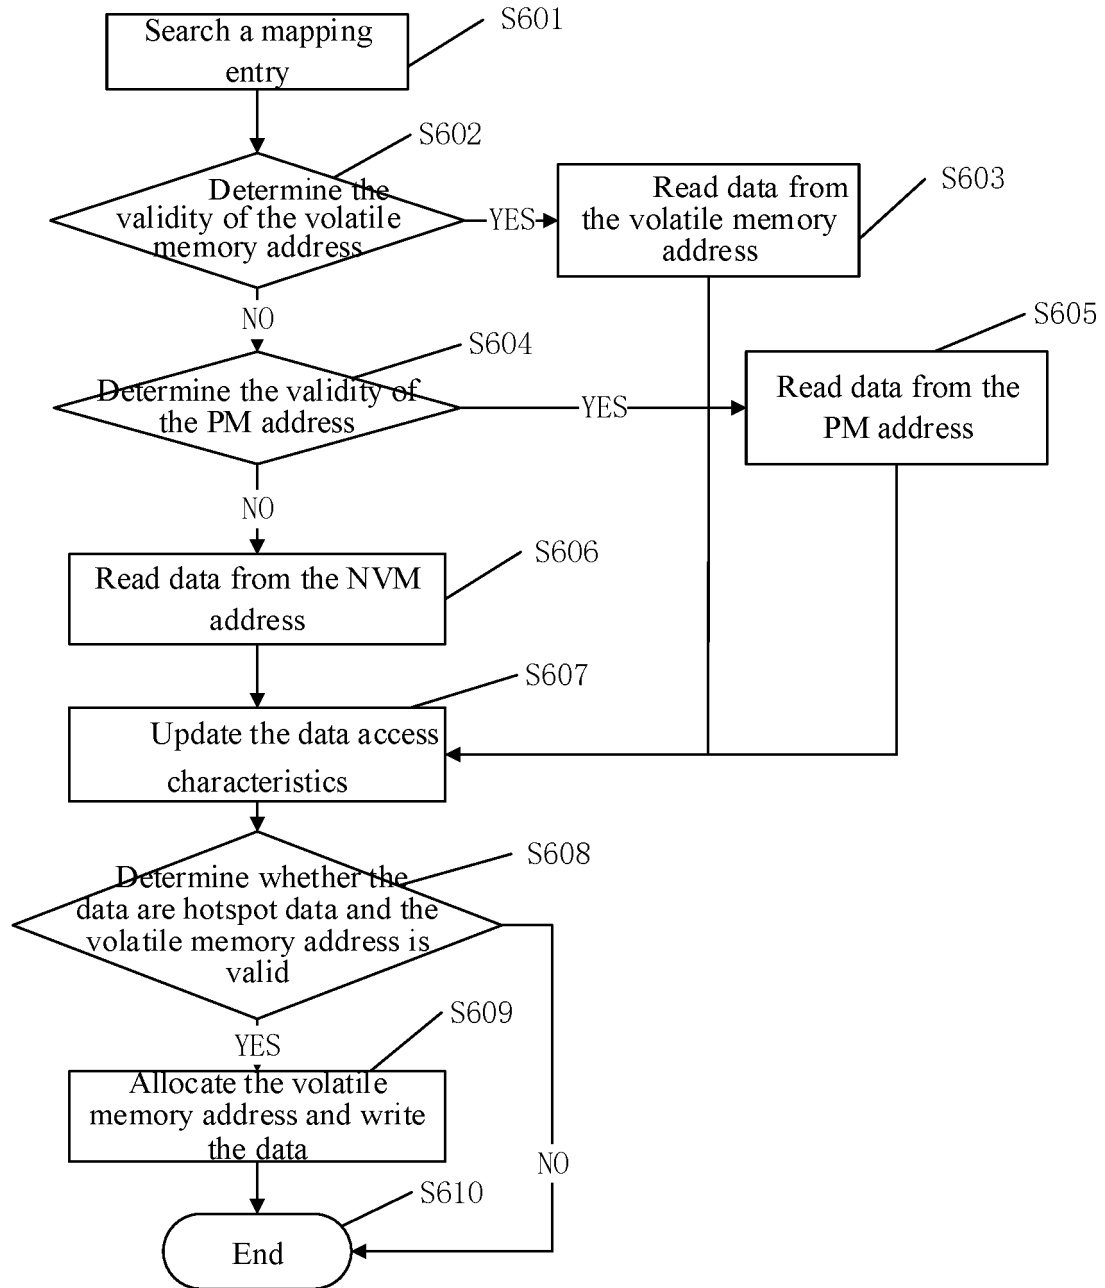 Search a mapping
entry
S601
S602
Determine the
validity of the volatile
memory address
YES
Read data from
the volatile memory
address
S603
NO
S604
Determine the validity of
the PM address
YES
S605
Read data from the
PM address
NO
S606
Read data from the NVM
address
S607
Update the data access
characteristics
S608
Determine whether the
data are hotspot data and the
volatile memory address is
valid
YES
S609
Allocate the volatile
memory address and write
the data
NO
S610
End